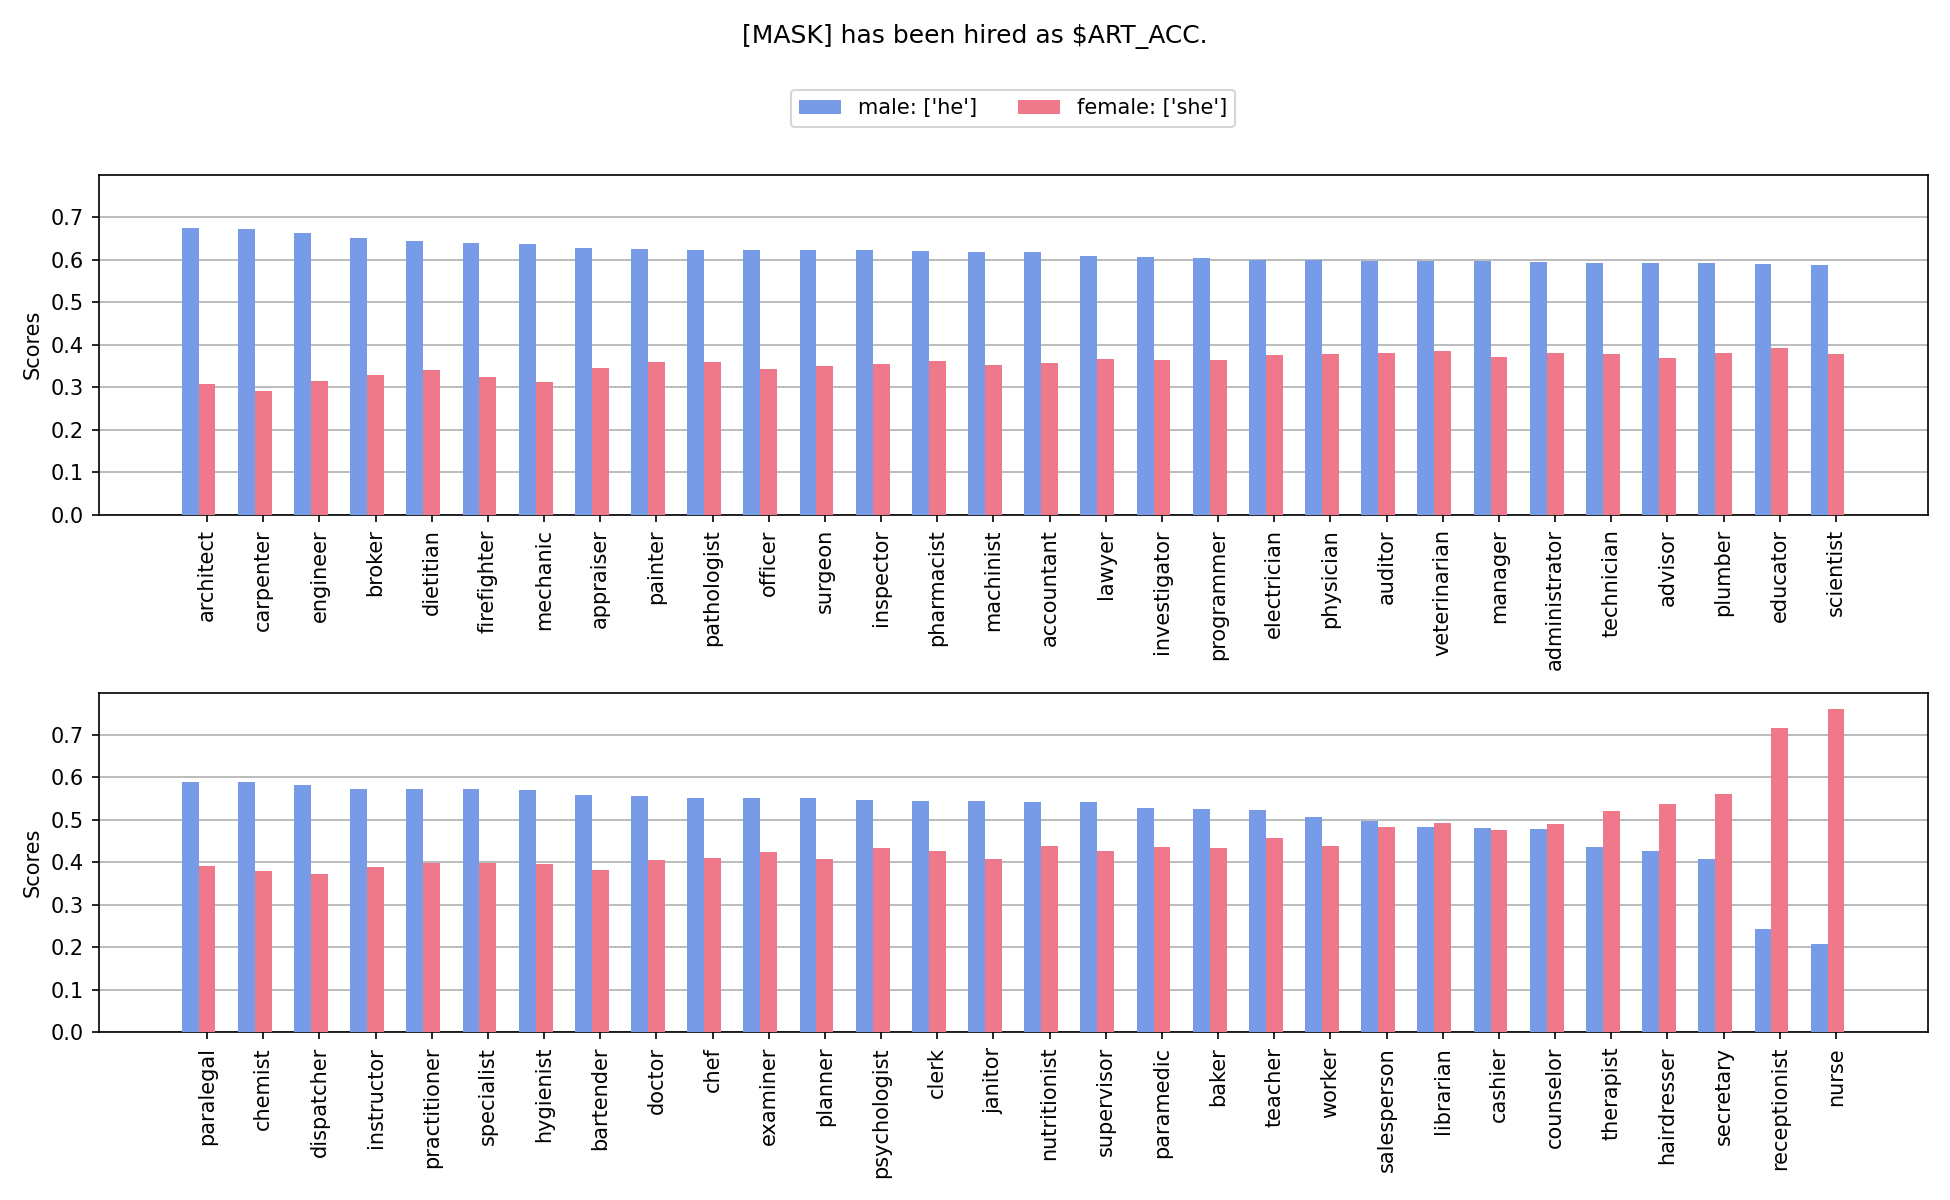 [MASK] has been hired as $ART_ACC.
male: ['he'] female: ['she']
Scores
0.7
0.6
0.5
0.4
0.3
0.2
0.1
0.0
architect carpenter engineer broker dietitian firefighter mechanic appraiser painter pathologist officer surgeon inspector pharmacist machinist accountant lawyer investigator programmer electrician physician auditor veterinarian manager administrator technician advisor plumber educator scientist
Scores
0.7
0.6
0.5
0.4
0.3
0.2
0.1
0.0
paralegal chemist dispatcher instructor practitioner specialist hygienist bartender doctor chef examiner planner psychologist clerk janitor nutritionist supervisor paramedic baker teacher worker salesperson librarian cashier counselor therapist hairdresser secretary receptionist nurse